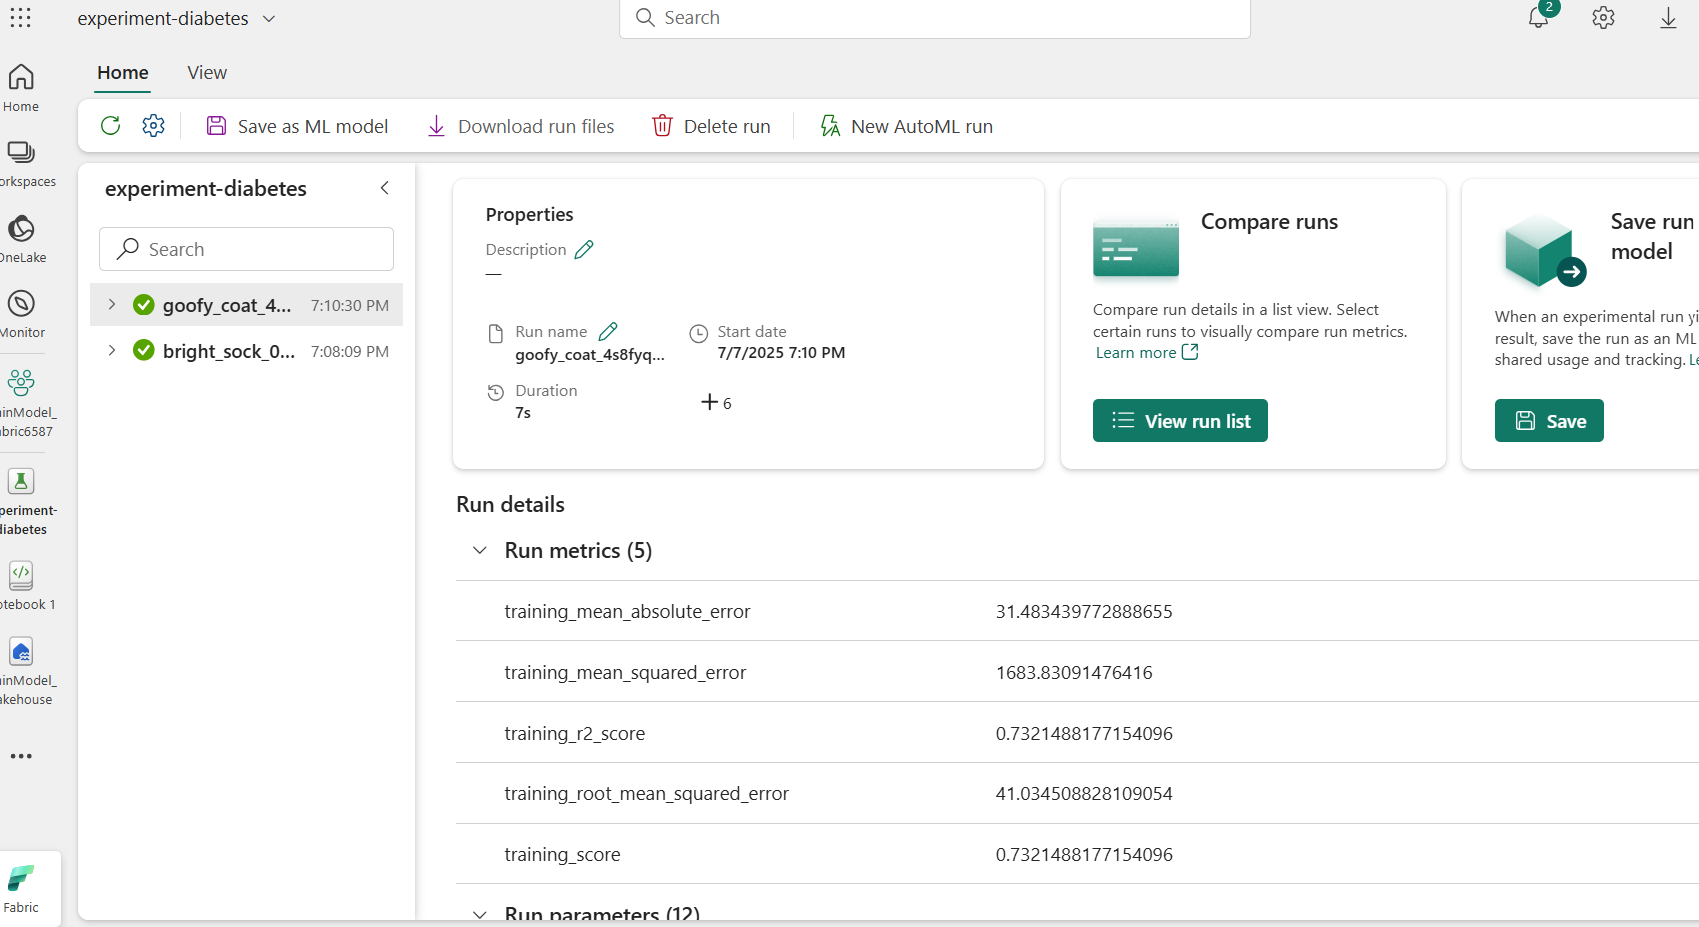 experiment-diabetes
Search
2
Home
View
Save as ML model
Download run files
Delete run
New AutoML run
Home
orkspaces
OneLake
Monitor
inModel_
bric6587
periment-
diabetes
otebook 1
inModel_
akehouse
Fabric
experiment-diabetes
Search
goofy_coat_4... 7:10:30 PM
bright_sock_0... 7:08:09 PM
Properties
Description
—
Run name
goofy_coat_4s8fyq...
Start date
7/7/2025 7:10 PM
Duration
7s
+ 6
Compare runs
Compare run details in a list view. Select
certain runs to visually compare run metrics.
Learn more
View run list
Save run
model
When an experimental run yi
result, save the run as an ML
shared usage and tracking. Le
Save
Run details
Run metrics (5)
training_mean_absolute_error 31.483439772888655
training_mean_squared_error 1683.83091476416
training_r2_score 0.7321488177154096
training_root_mean_squared_error 41.034508828109054
training_score 0.7321488177154096
Run parameters (12)